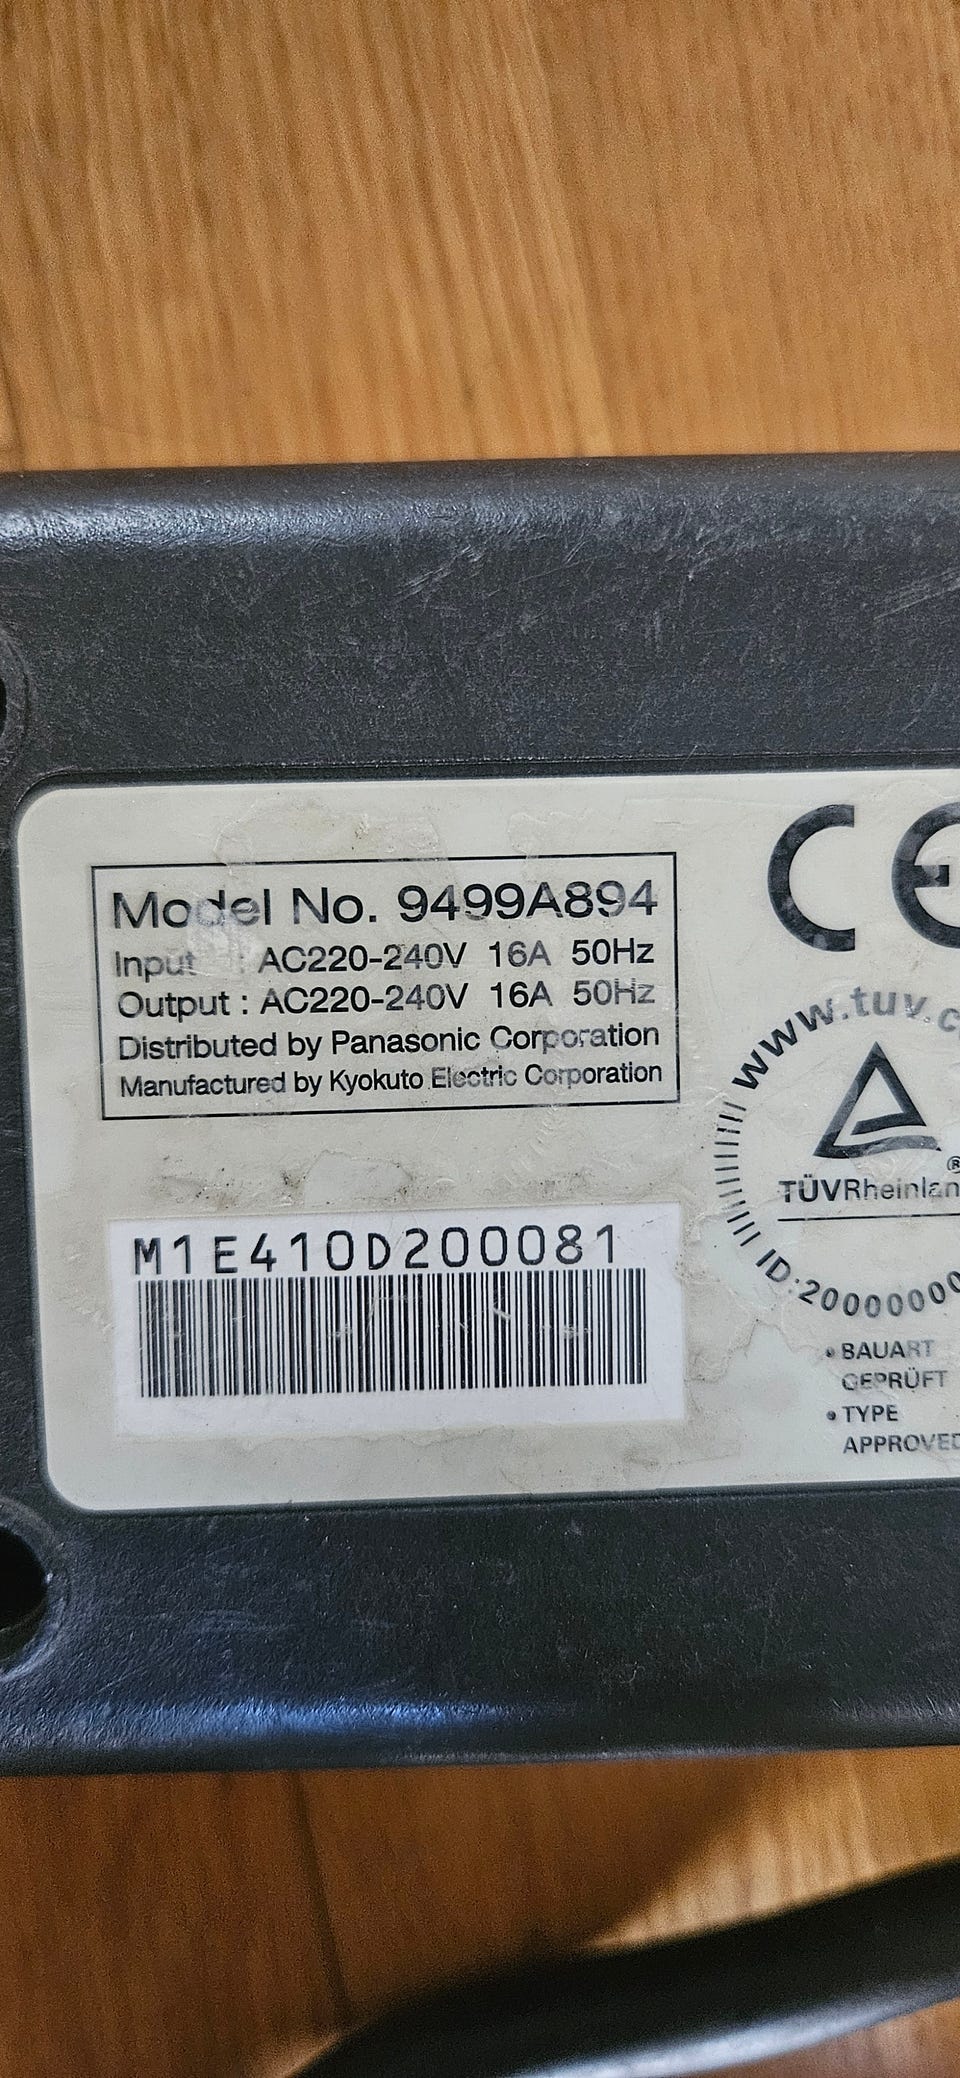 Model No. 9499A894
Input : AC220-240V 16A 50Hz
Output : AC220-240V 16A 50Hz
Distributed by Panasonic Corporation
Manufactured by Kyokuto Electric Corporation
M1E410D200081
CE
www.tuv.c
TÜVRheinlan
®
ID:20000000
• BAUART
GEPRÜFT
• TYPE
APPROVED